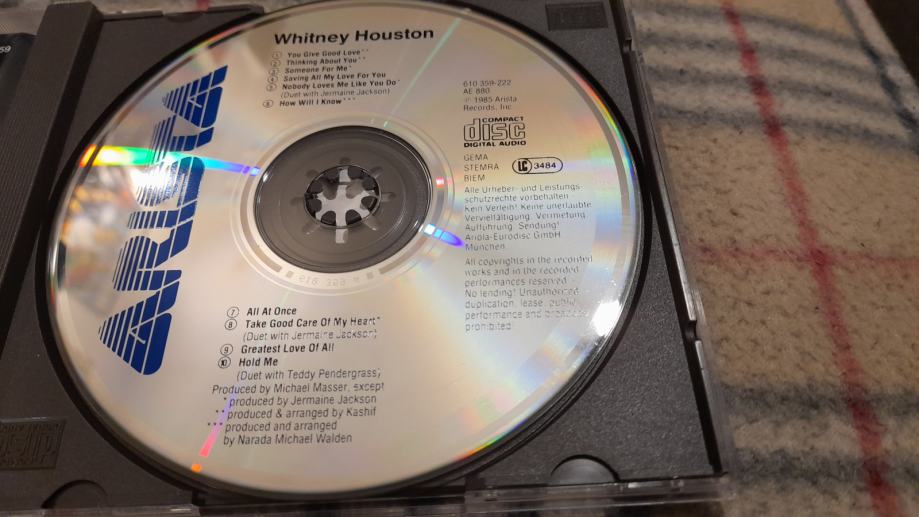 Whitney Houston
① You Give Good Love**
② Thinking About You**
③ Someone For Me*
④ Saving All My Love For You
⑤ Nobody Loves Me Like You Do*
(Duet with Jermaine Jackson)
⑥ How Will I Know***
ARISTA
610 359-222
AE 880
℗ 1985 Arista
Records, Inc.
COMPACT
disc
DIGITAL AUDIO
GEMA
STEMRA
BIEM
LC 3484
Alle Urheber- und Leistungs-
schutzrechte vorbehalten
Kein Verleih! Keine unerlaubte
Vervielfältigung, Vermietung,
Aufführung, Sendung!
Ariola-Eurodisc GmbH,
München
All copyrights in the recorded
works and in the recorded
performances reserved
No lending! Unauthorized
duplication, lease, public
performance and broadcast
prohibited
⑦ All At Once
⑧ Take Good Care Of My Heart*
(Duet with Jermaine Jackson)
⑨ Greatest Love Of All
⑩ Hold Me
(Duet with Teddy Pendergrass)
Produced by Michael Masser, except
* produced by Jermaine Jackson
** produced & arranged by Kashif
*** produced and arranged
by Narada Michael Walden
59